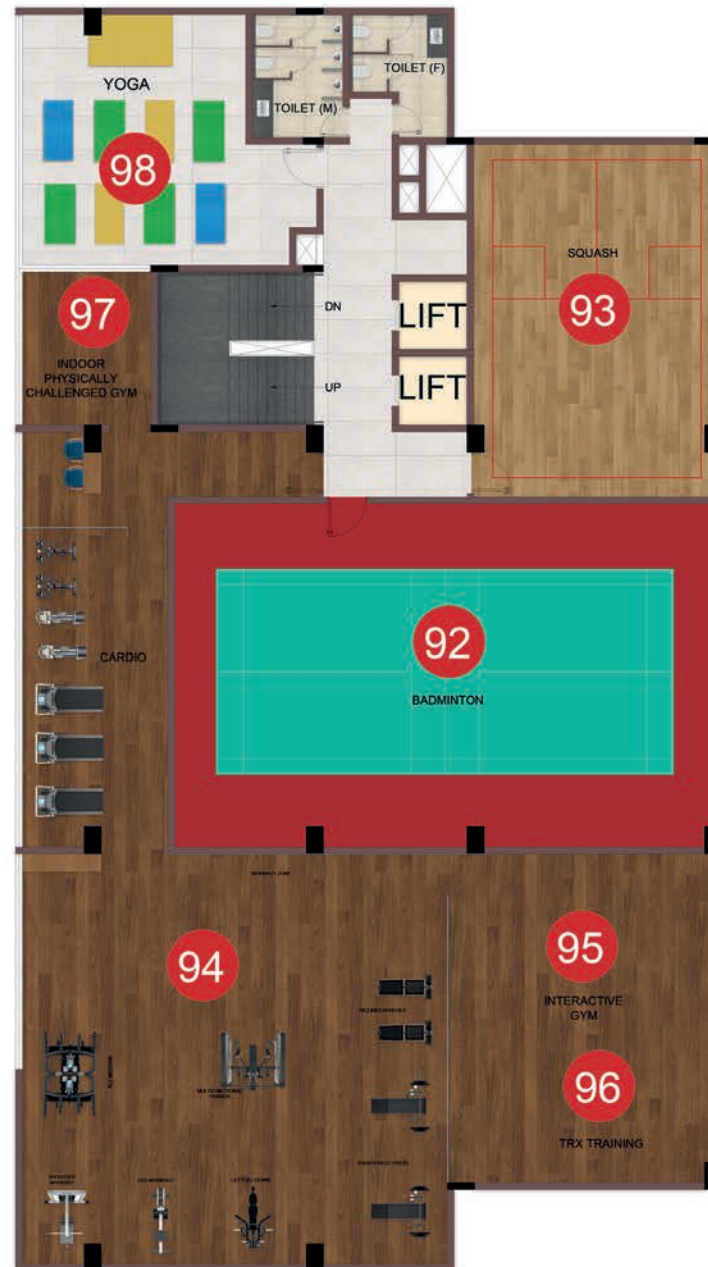 TOILET (F)
YOGA
TOILET (M)
98
SQUASH
97
93
DN
LIFT
INDOOR
PHYSICALLY
CHALLENGED GYM
UP
LIFT
92
CARDIO
BADMINTON
94
95
INTERACTIVE
GYM
96
TRX TRAINING